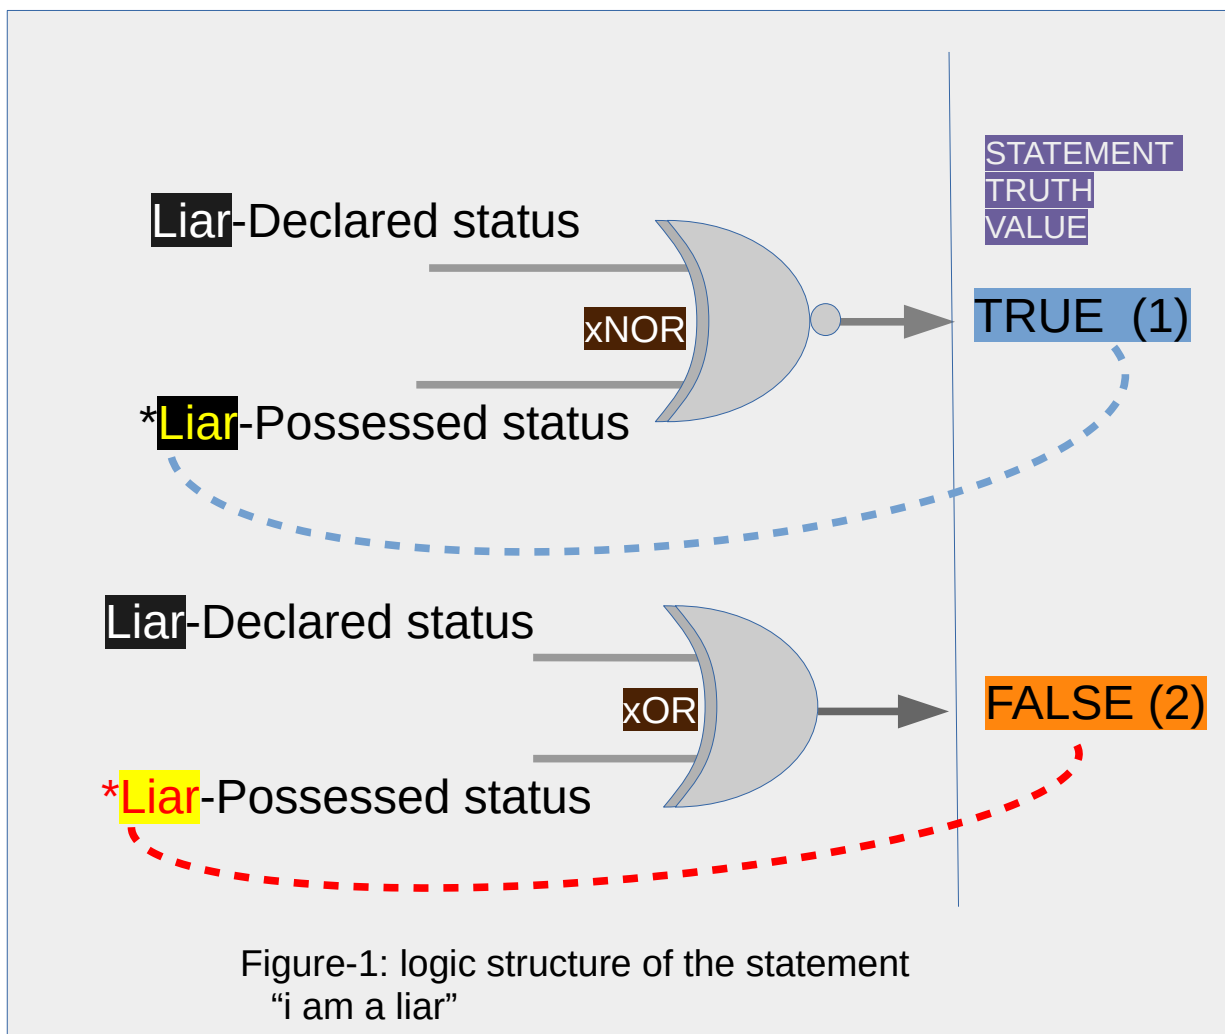 STATEMENT
TRUTH
VALUE
Liar-Declared status
xNOR
TRUE (1)
*Liar-Possessed status
Liar-Declared status
xOR
FALSE (2)
*Liar-Possessed status
Figure-1: logic structure of the statement
“i am a liar”